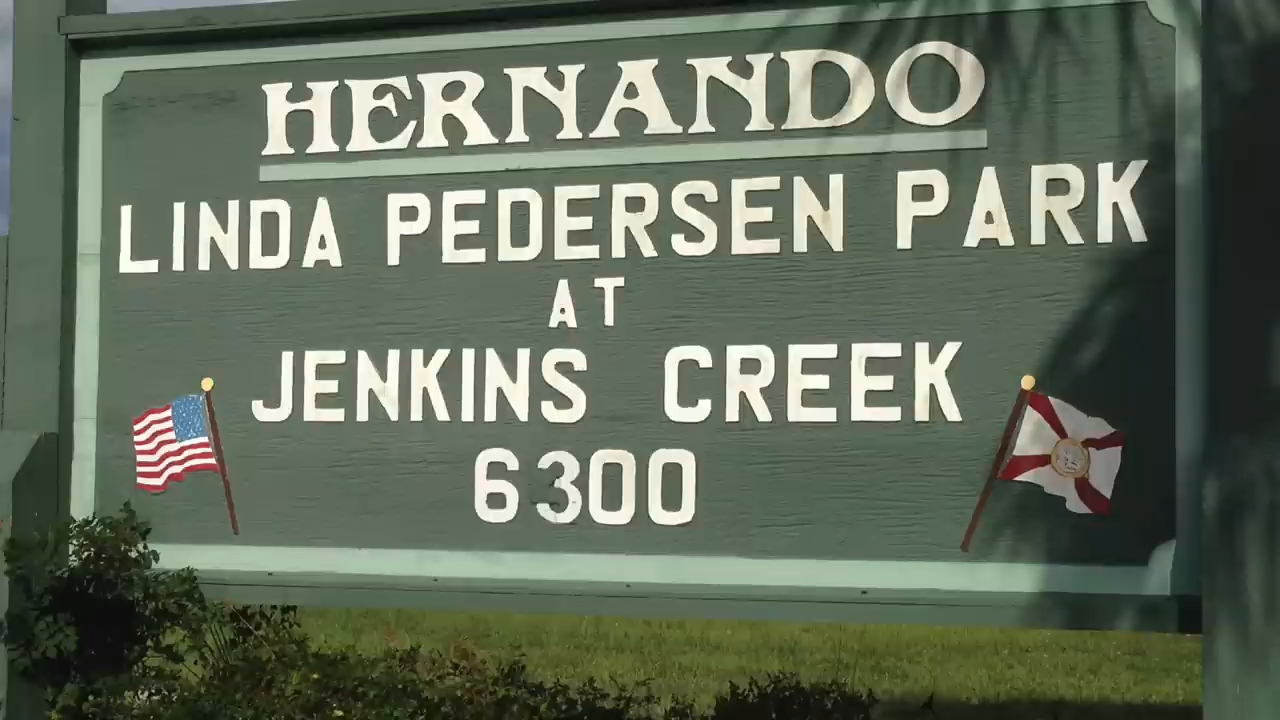 HERNANDO
LINDA PEDERSEN PARK
AT
JENKINS CREEK
6300